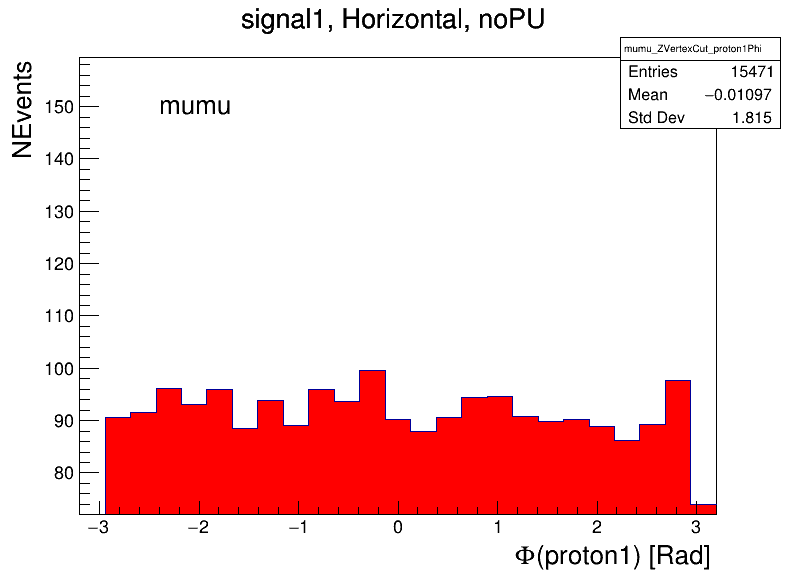 signal1, Horizontal, noPU
mumu_ZVertexCut_proton1Phi
Entries 15471
Mean −0.01097
Std Dev 1.815
NEvents
mumu
150
140
130
120
110
100
90
80
−3 −2 −1 0 1 2 3
Φ(proton1) [Rad]